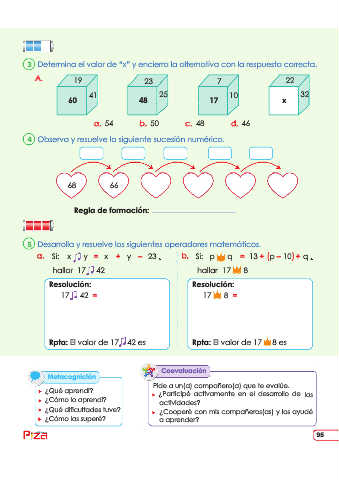 3 Determina el valor de "x" y encierra la alternativa con la respuesta correcta.
A. 19 60 41 23 48 25 7 17 10 22 x 32
a. 54 b. 50 c. 48 d. 46
4 Observa y resuelve la siguiente sucesión numérica.
68 66
Regla de formación:
5 Desarrolla y resuelve los siguientes operadores matemáticos.
a. Si: x y = x + y - 23 , b. Si: p q = 13 + (p - 10) + q ,
hallar 17 42 hallar 17 8
Resolución: Resolución:
17 42 = 17 8 =
Rpta: El valor de 17 42 es Rpta: El valor de 17 8 es
Metacognición
¿Qué aprendí?
¿Cómo lo aprendí?
¿Qué dificultades tuve?
¿Cómo las superé?
Coevaluación
Pide a un(a) compañero(a) que te evalúe.
¿Participé activamente en el desarrollo de las
actividades?
¿Cooperé con mis compañeros(as) y los ayudé
a aprender?
95